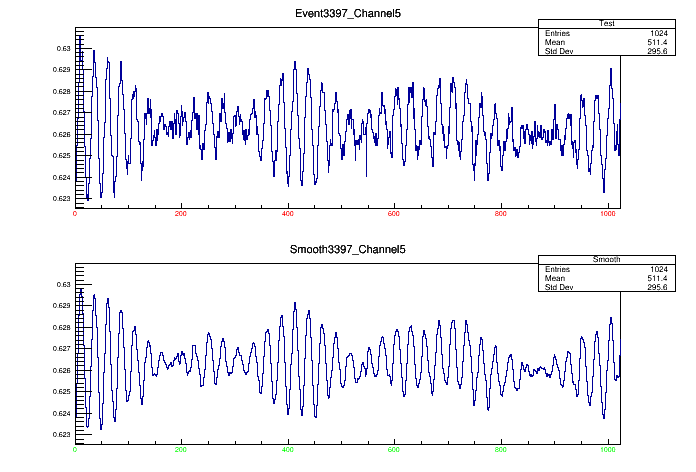 Event3397_Channel5
Test
Entries 1024
Mean 511.4
Std Dev 295.6
0.63
0.629
0.628
0.627
0.626
0.625
0.624
0.623
0 200 400 600 800 1000
Smooth3397_Channel5
Smooth
Entries 1024
Mean 511.4
Std Dev 295.6
0.63
0.629
0.628
0.627
0.626
0.625
0.624
0.623
0 200 400 600 800 1000